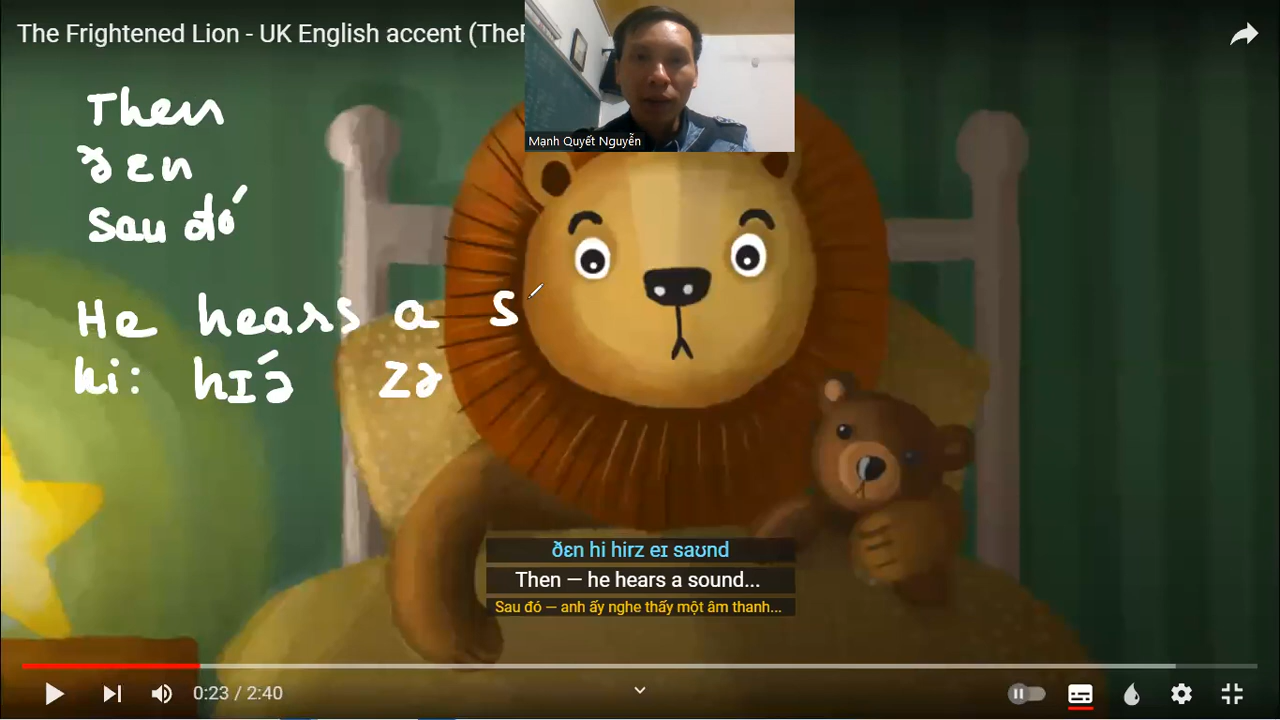 The Frightened Lion - UK English accent (TheF
Mạnh Quyết Nguyễn
Then
ðɛn
Sau đó
He hears a s
hi: hɪə́ zə
ðɛn hi hirz eɪ saʊnd
Then — he hears a sound...
Sau đó — anh ấy nghe thấy một âm thanh...
0:23 / 2:40